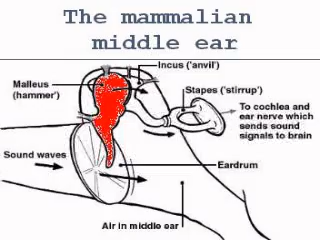 The mammalian
middle ear
Incus ('anvil')
Malleus
(hammer')
Stapes ('stirrup')
To cochlea and
ear nerve which
sends sound
signals to brain
Sound waves
Eardrum
Air in middle ear